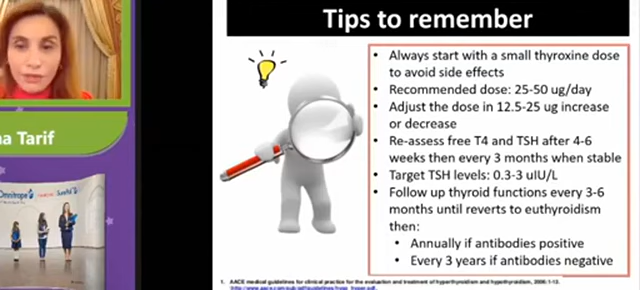 Tips to remember
• Always start with a small thyroxine dose
to avoid side effects
• Recommended dose: 25-50 ug/day
• Adjust the dose in 12.5-25 ug increase
or decrease
• Re-assess free T4 and TSH after 4-6
weeks then every 3 months when stable
• Target TSH levels: 0.3-3 uIU/L
• Follow up thyroid functions every 3-6
months until reverts to euthyroidism
then:
• Annually if antibodies positive
• Every 3 years if antibodies negative
1. AACE medical guidelines for clinical practice for the evaluation and treatment of hyperthyroidism and hypothyroidism, 2006:1-13.
na Tarif
Omnitrope